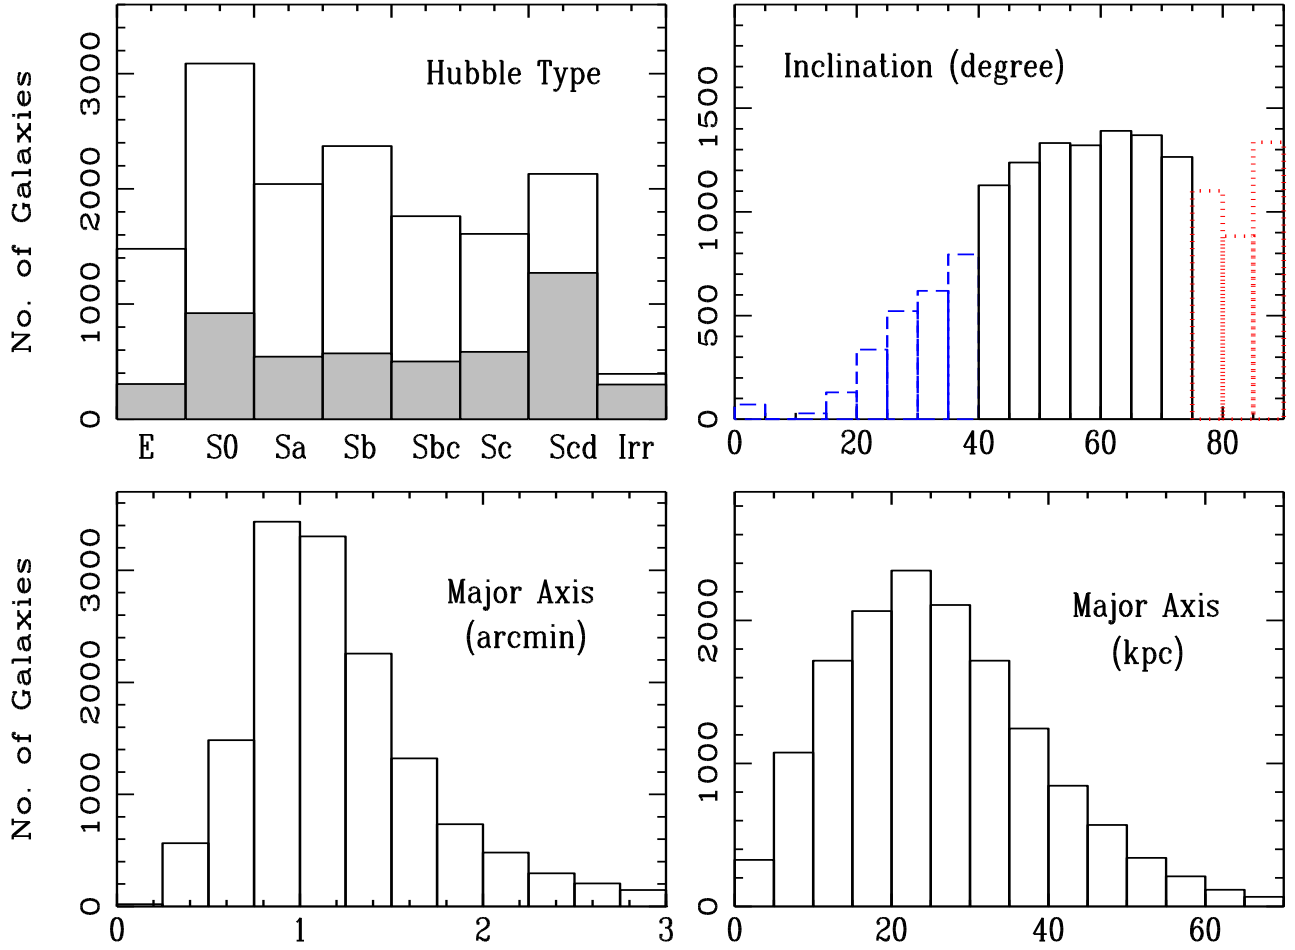 No. of Galaxies
0
1000
2000
3000
Hubble Type
E S0 Sa Sb Sbc Sc Scd Irr
0
500
1000
1500
Inclination (degree)
0 20 40 60 80
No. of Galaxies
0
1000
2000
3000
Major Axis
(arcmin)
0 1 2 3
0
1000
2000
Major Axis
(kpc)
0 20 40 60